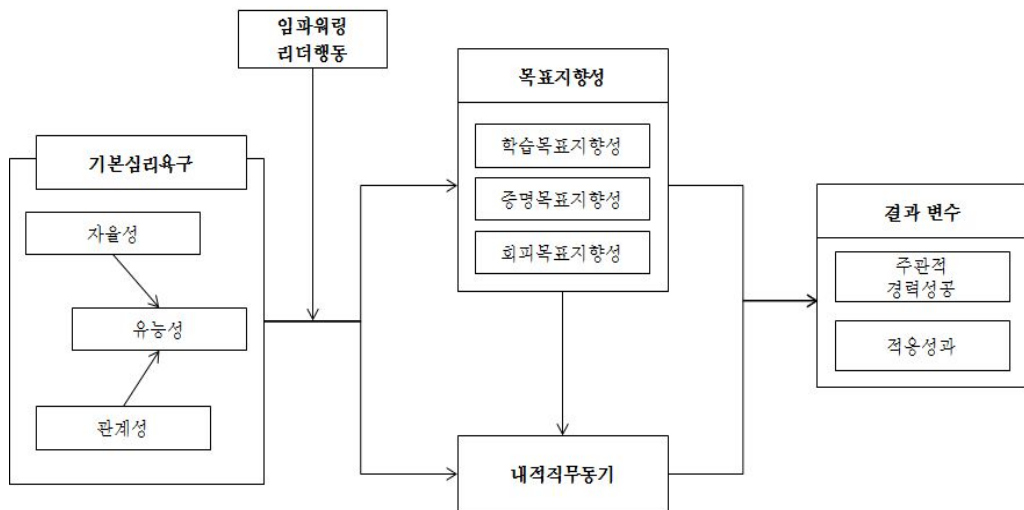 임파워링
리더행동
목표지향성
학습목표지향성
증명목표지향성
회피목표지향성
기본심리욕구
자율성
유능성
관계성
내적직무동기
결과 변수
주관적
경력성공
적응성과